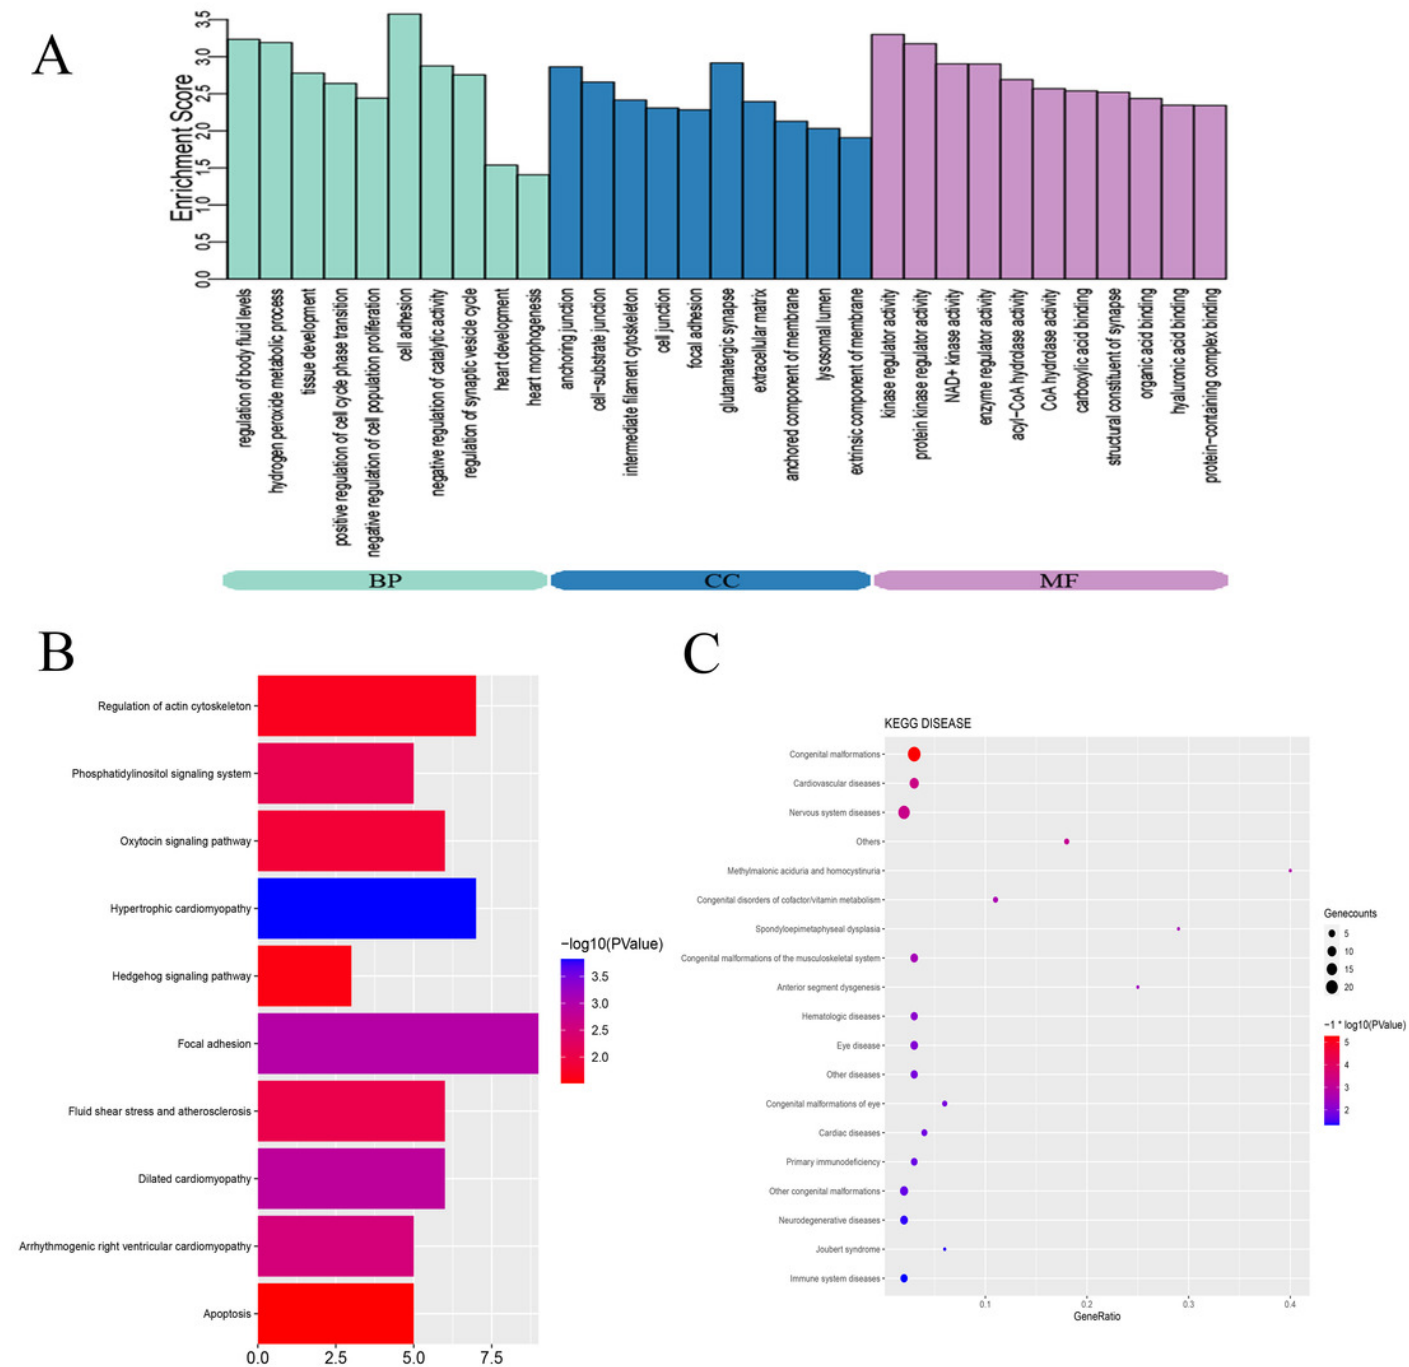 A
Enrichment Score
3.5
3.0
2.5
2.0
1.5
1.0
0.5
0.0
regulation of body fluid levels
hydrogen peroxide metabolic process
tissue development
positive regulation of cell cycle phase transition
negative regulation of cell population proliferation
cell adhesion
negative regulation of catalytic activity
regulation of synaptic vesicle cycle
heart development
heart morphogenesis
anchoring junction
cell-substrate junction
intermediate filament cytoskeleton
cell junction
focal adhesion
glutamatergic synapse
extracellular matrix
anchored component of membrane
lysosomal lumen
extrinsic component of membrane
kinase regulator activity
protein kinase regulator activity
NAD+ kinase activity
enzyme regulator activity
acyl-CoA hydrolase activity
CoA hydrolase activity
carboxylic acid binding
structural constituent of synapse
organic acid binding
hyaluronic acid binding
protein-containing complex binding
BP
CC
MF
B
Regulation of actin cytoskeleton
Phosphatidylinositol signaling system
Oxytocin signaling pathway
Hypertrophic cardiomyopathy
Hedgehog signaling pathway
Focal adhesion
Fluid shear stress and atherosclerosis
Dilated cardiomyopathy
Arrhythmogenic right ventricular cardiomyopathy
Apoptosis
0.0 2.5 5.0 7.5
−log10(PValue)
3.5
3.0
2.5
2.0
C
KEGG DISEASE
Congenital malformations
Cardiovascular diseases
Nervous system diseases
Others
Methylmalonic aciduria and homocystinuria
Congenital disorders of cofactor/vitamin metabolism
Spondyloepimetaphyseal dysplasia
Congenital malformations of the musculoskeletal system
Anterior segment dysgenesis
Hematologic diseases
Eye disease
Other diseases
Congenital malformations of eye
Cardiac diseases
Primary immunodeficiency
Other congenital malformations
Neurodegenerative diseases
Joubert syndrome
Immune system diseases
0.1 0.2 0.3 0.4
GeneRatio
Genecounts
5
10
15
20
−1 * log10(PValue)
5
4
3
2